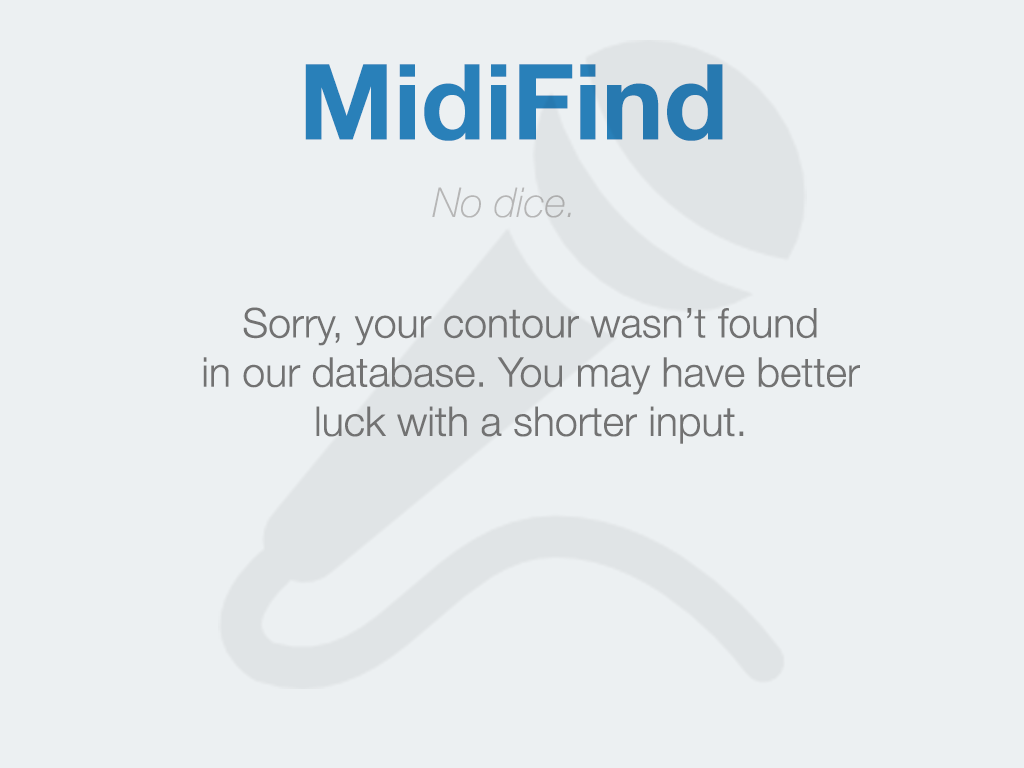 MidiFind
No dice.
Sorry, your contour wasn’t found
in our database. You may have better
luck with a shorter input.